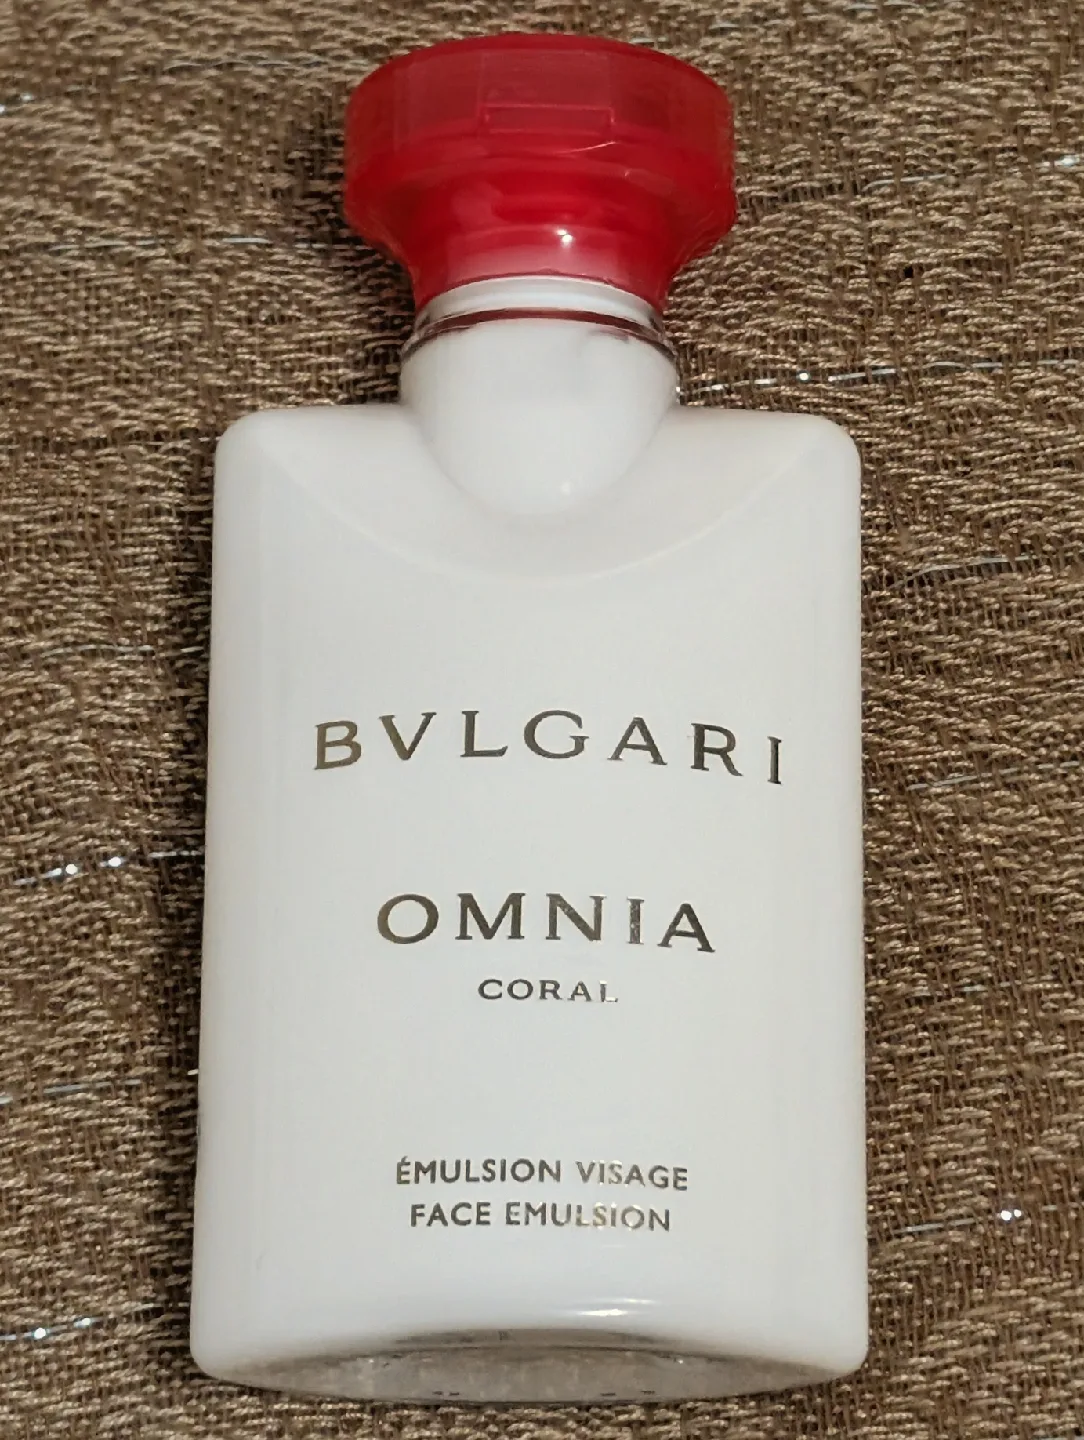 BVLGARI
OMNIA
CORAL
ÉMULSION VISAGE
FACE EMULSION